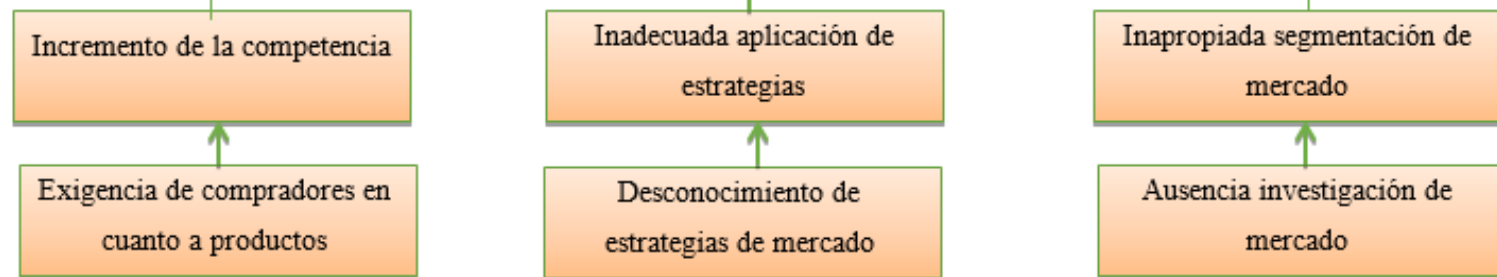 Incremento de la competencia
Inadecuada aplicación de
estrategias
Inapropiada segmentación de
mercado
Exigencia de compradores en
cuanto a productos
Desconocimiento de
estrategias de mercado
Ausencia investigación de
mercado